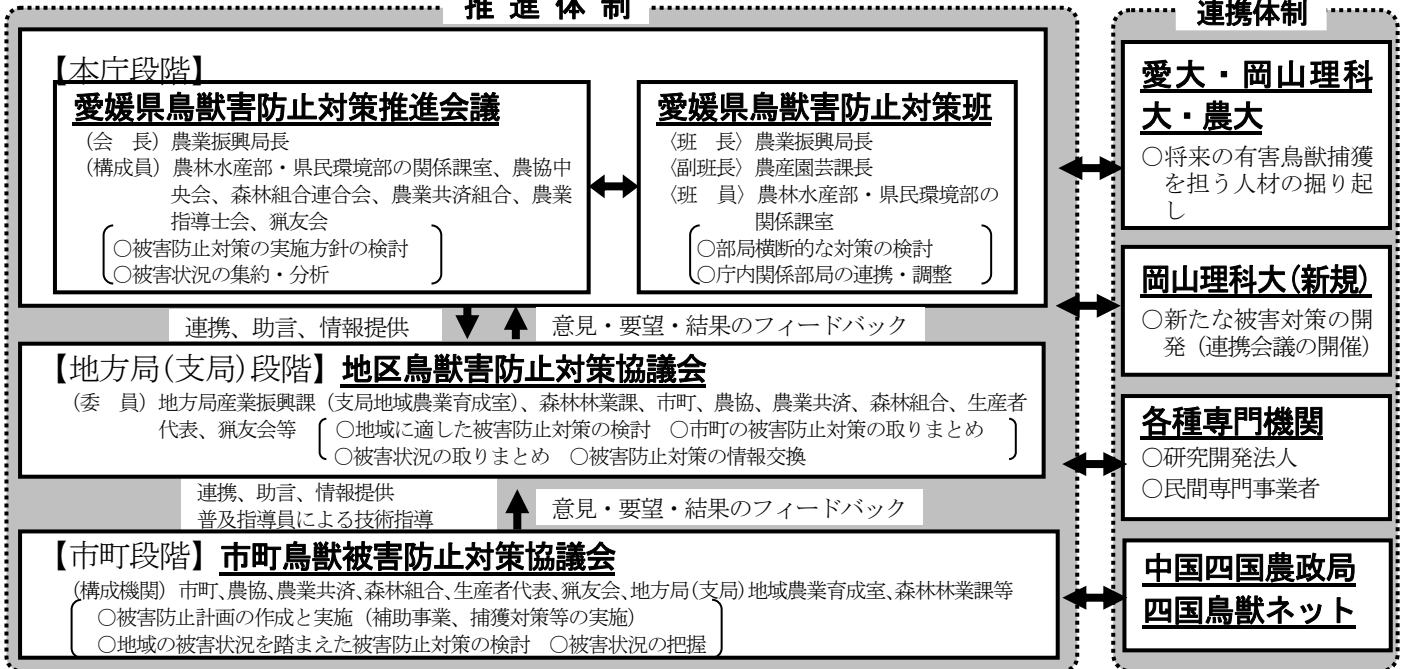 推進体制
【本庁段階】
愛媛県鳥獣害防止対策推進会議
(会　長) 農業振興局長
(構成員) 農林水産部・県民環境部の関係課室、農協中
央会、森林組合連合会、農業共済組合、農業
指導士会、猟友会
○被害防止対策の実施方針の検討
○被害状況の集約・分析
愛媛県鳥獣害防止対策班
〈班　長〉農業振興局長
〈副班長〉農産園芸課長
〈班　員〉農林水産部・県民環境部の
関係課室
○部局横断的な対策の検討
○庁内関係部局の連携・調整
連携、助言、情報提供
意見・要望・結果のフィードバック
【地方局(支局)段階】地区鳥獣害防止対策協議会
(委　員) 地方局産業振興課（支局地域農業育成室）、森林林業課、市町、農協、農業共済、森林組合、生産者
代表、猟友会等
○地域に適した被害防止対策の検討　○市町の被害防止対策の取りまとめ
○被害状況の取りまとめ　○被害防止対策の情報交換
連携、助言、情報提供
普及指導員による技術指導
意見・要望・結果のフィードバック
【市町段階】市町鳥獣被害防止対策協議会
(構成機関) 市町、農協、農業共済、森林組合、生産者代表、猟友会、地方局(支局)地域農業育成室、森林林業課等
○被害防止計画の作成と実施（補助事業、捕獲対策等の実施）
○地域の被害状況を踏まえた被害防止対策の検討　○被害状況の把握
連携体制
愛大・岡山理科
大・農大
○将来の有害鳥獣捕獲
を担う人材の掘り起
し
岡山理科大(新規)
○新たな被害対策の開
発（連携会議の開催）
各種専門機関
○研究開発法人
○民間専門事業者
中国四国農政局
四国鳥獣ネット